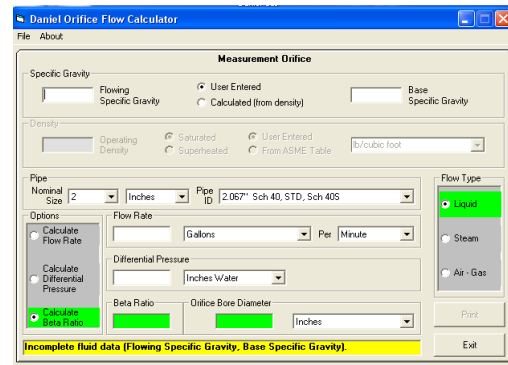 Daniel Orifice Flow Calculator
File About
Measurement Orifice
Specific Gravity
Flowing Specific Gravity
User Entered
Calculated (from density)
Base Specific Gravity
Density
Operating Density
Saturated
Superheated
User Entered
From ASME Table
lb/cubic foot
Pipe
Nominal Size 2 Inches Pipe ID 2.067" Sch 40, STD, Sch 40S
Flow Type
Liquid
Steam
Air - Gas
Options
Calculate Flow Rate
Calculate Differential Pressure
Calculate Beta Ratio
Flow Rate
Gallons Per Minute
Differential Pressure
Inches Water
Beta Ratio
Orifice Bore Diameter
Inches
Print
Exit
Incomplete fluid data (Flowing Specific Gravity, Base Specific Gravity).